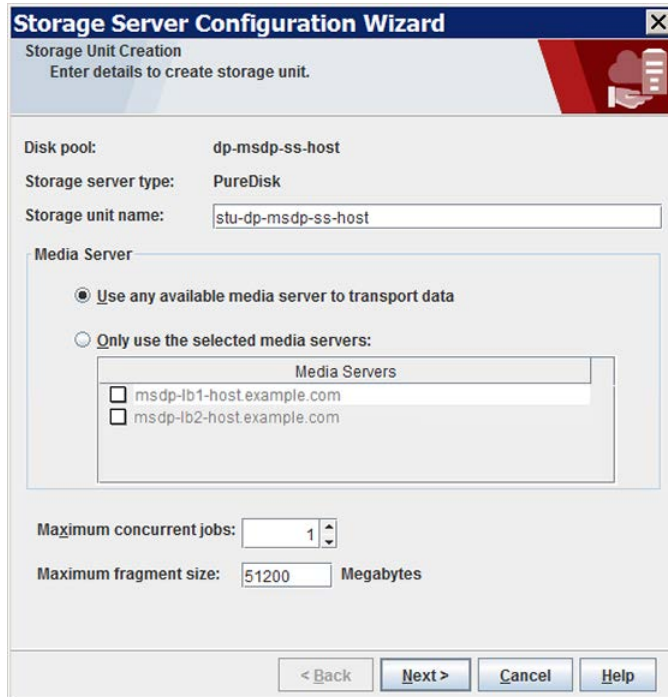 Storage Server Configuration Wizard
Storage Unit Creation
Enter details to create storage unit.
Disk pool: dp-msdp-ss-host
Storage server type: PureDisk
Storage unit name: stu-dp-msdp-ss-host
Media Server
Use any available media server to transport data
Only use the selected media servers:
Media Servers
msdp-lb1-host.example.com
msdp-lb2-host.example.com
Maximum concurrent jobs: 1
Maximum fragment size: 51200 Megabytes
< Back Next > Cancel Help